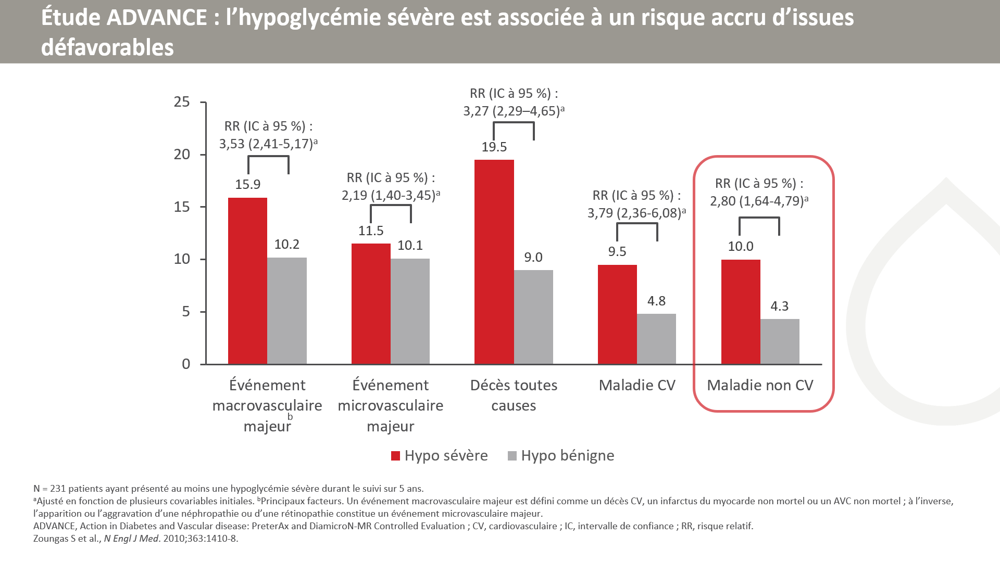 Étude ADVANCE : l’hypoglycémie sévère est associée à un risque accru d’issues
défavorables
RR (IC à 95 %) :
3,53 (2,41-5,17)ᵃ
RR (IC à 95 %) :
2,19 (1,40-3,45)ᵃ
RR (IC à 95 %) :
3,27 (2,29–4,65)ᵃ
RR (IC à 95 %) :
3,79 (2,36-6,08)ᵃ
RR (IC à 95 %) :
2,80 (1,64-4,79)ᵃ
25
20
15
10
5
0
15.9
10.2
11.5
10.1
19.5
9.0
9.5
4.8
10.0
4.3
Événement
macrovasculaire
majeurᵇ
Événement
microvasculaire
majeur
Décès toutes
causes
Maladie CV
Maladie non CV
Hypo sévère
Hypo bénigne
N = 231 patients ayant présenté au moins une hypoglycémie sévère durant le suivi sur 5 ans.
ᵃAjusté en fonction de plusieurs covariables initiales. ᵇPrincipaux facteurs. Un événement macrovasculaire majeur est défini comme un décès CV, un infarctus du myocarde non mortel ou un AVC non mortel ; à l’inverse,
l’apparition ou l’aggravation d’une néphropathie ou d’une rétinopathie constitue un événement microvasculaire majeur.
ADVANCE, Action in Diabetes and Vascular disease: PreterAx and DiamicroN-MR Controlled Evaluation ; CV, cardiovasculaire ; IC, intervalle de confiance ; RR, risque relatif.
Zoungas S et al., N Engl J Med. 2010;363:1410-8.